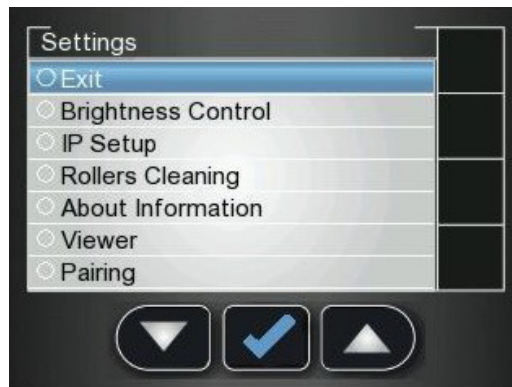 Settings
Exit
Brightness Control
IP Setup
Rollers Cleaning
About Information
Viewer
Pairing